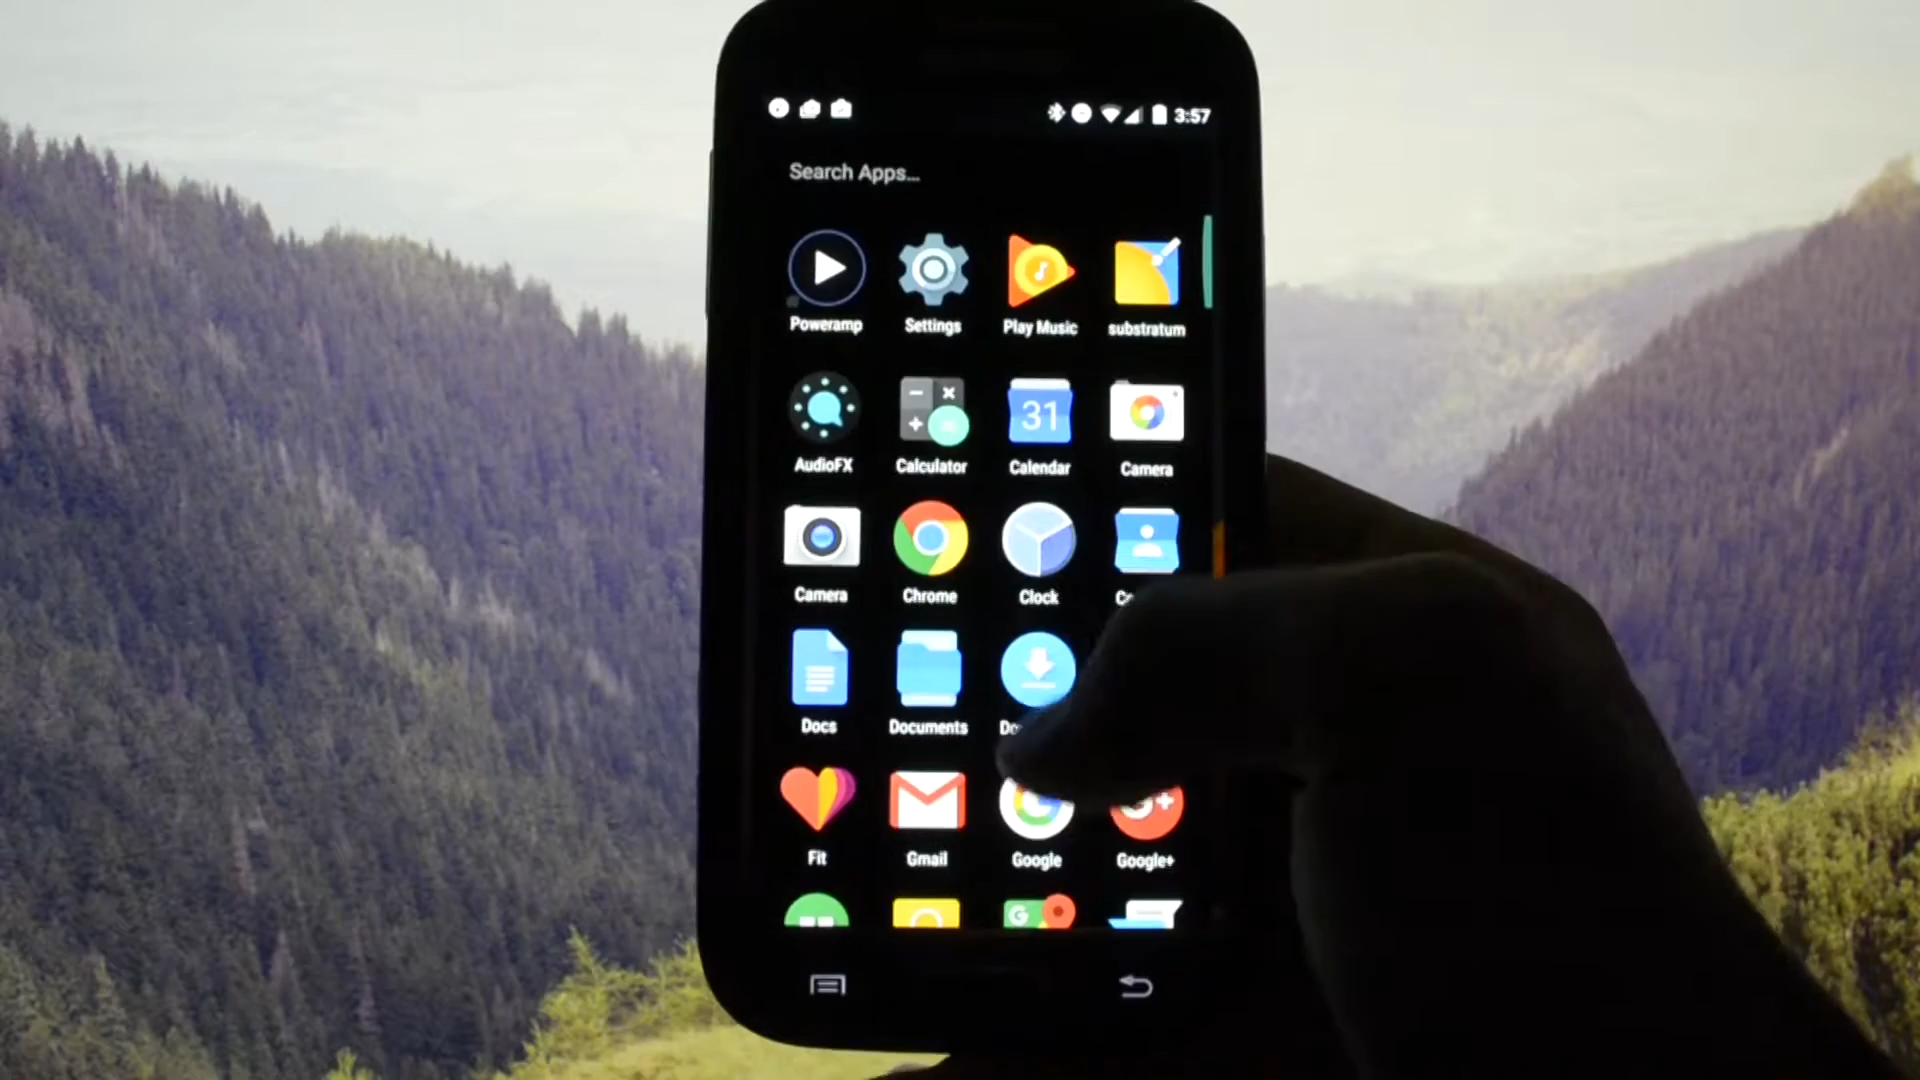 3:57
Search Apps...
Poweramp Settings Play Music substratum
31
AudioFX Calculator Calendar Camera
Camera Chrome Clock
Docs Documents
G+
Fit Gmail Google Google+
G